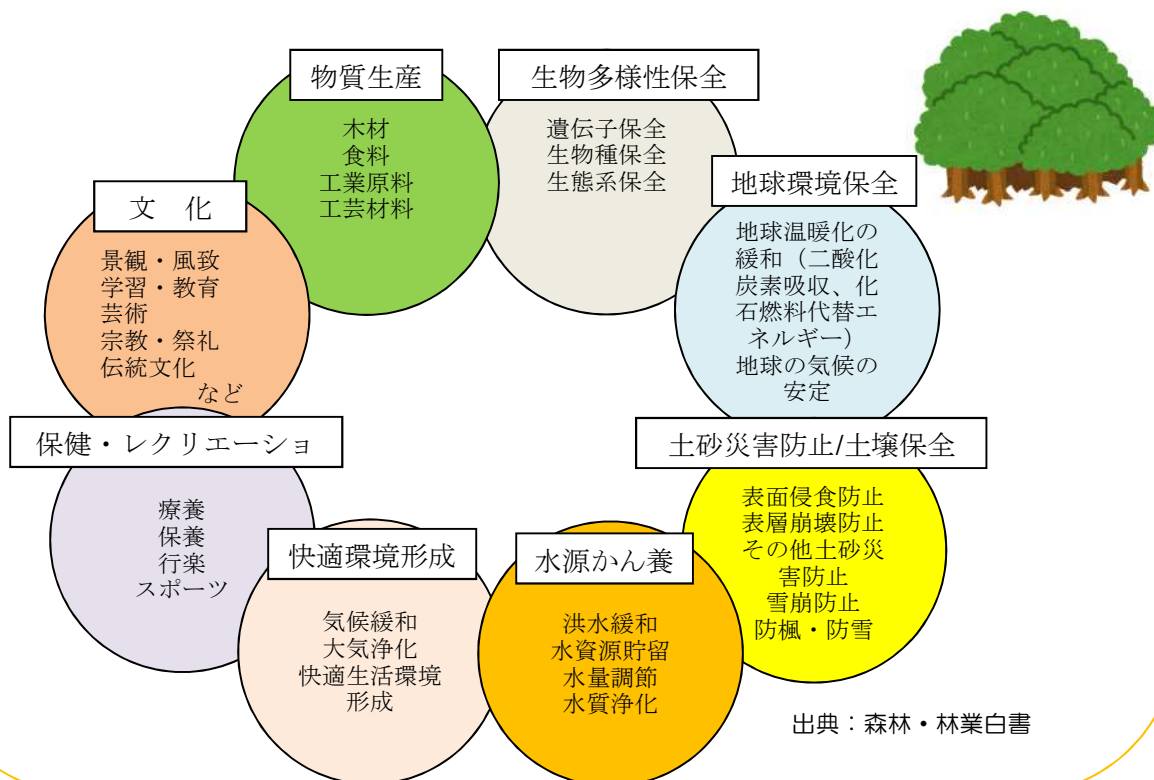 物質生産
木材
食料
工業原料
工芸材料
生物多様性保全
遺伝子保全
生物種保全
生態系保全
地球環境保全
地球温暖化の
緩和（二酸化
炭素吸収、化
石燃料代替エ
ネルギー）
地球の気候の
安定
土砂災害防止/土壌保全
表面侵食防止
表層崩壊防止
その他土砂災
害防止
雪崩防止
防楓・防雪
水源かん養
洪水緩和
水資源貯留
水量調節
水質浄化
快適環境形成
気候緩和
大気浄化
快適生活環境
形成
保健・レクリエーショ
療養
保養
行楽
スポーツ
文　化
景観・風致
学習・教育
芸術
宗教・祭礼
伝統文化
など
出典：森林・林業白書